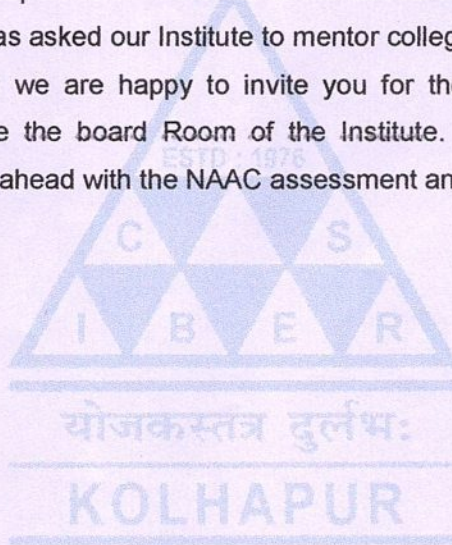 as asked our Institute to mentor colleg
we are happy to invite you for the
e the board Room of the Institute.
ESTD : 1976
ahead with the NAAC assessment an
C S
I B E R
योजकस्तत्र दुर्लभः
KOLHAPUR